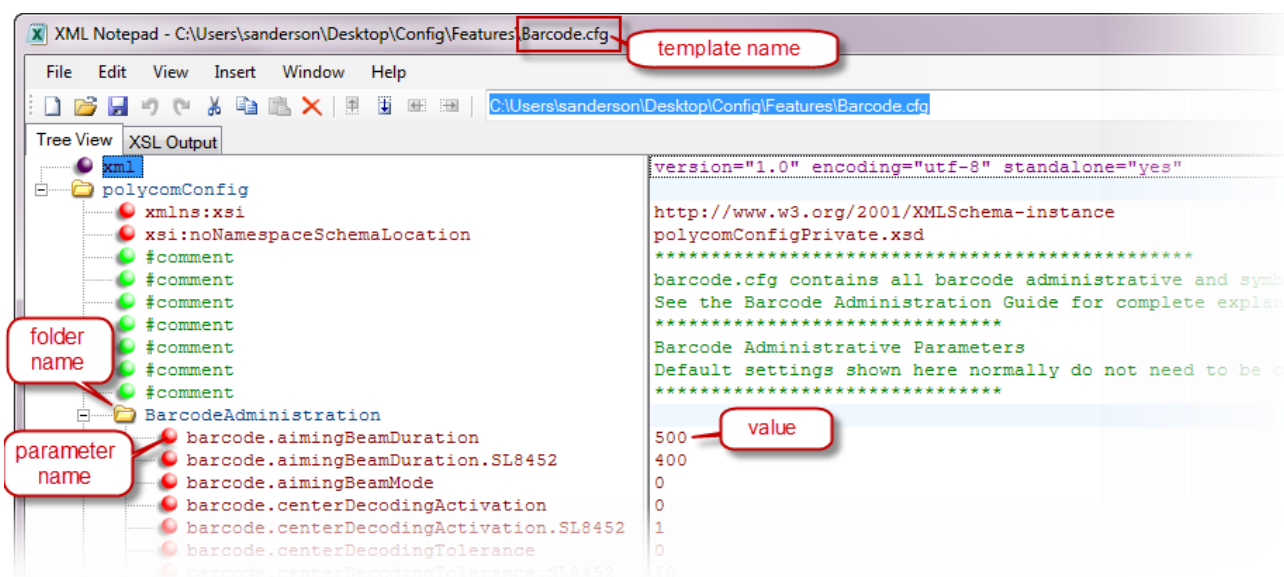 XML Notepad - C:\Users\sanderson\Desktop\Config\Features\Barcode.cfg
template name
File Edit View Insert Window Help
C:\Users\sanderson\Desktop\Config\Features\Barcode.cfg
Tree View XSL Output
xml version="1.0" encoding="utf-8" standalone="yes"
polycomConfig
xmlns:xsi http://www.w3.org/2001/XMLSchema-instance
xsi:noNamespaceSchemaLocation polycomConfigPrivate.xsd
#comment *************************************************
#comment barcode.cfg contains all barcode administrative and symb
#comment See the Barcode Administration Guide for complete explan
#comment ********************************
#comment Barcode Administrative Parameters
#comment Default settings shown here normally do not need to be c
#comment ********************************
folder
name
BarcodeAdministration
parameter
name
value
barcode.aimingBeamDuration 500
barcode.aimingBeamDuration.SL8452 400
barcode.aimingBeamMode 0
barcode.centerDecodingActivation 0
barcode.centerDecodingActivation.SL8452 1
barcode.centerDecodingTolerance 0
barcode.centerDecodingTolerance.SL8452 10